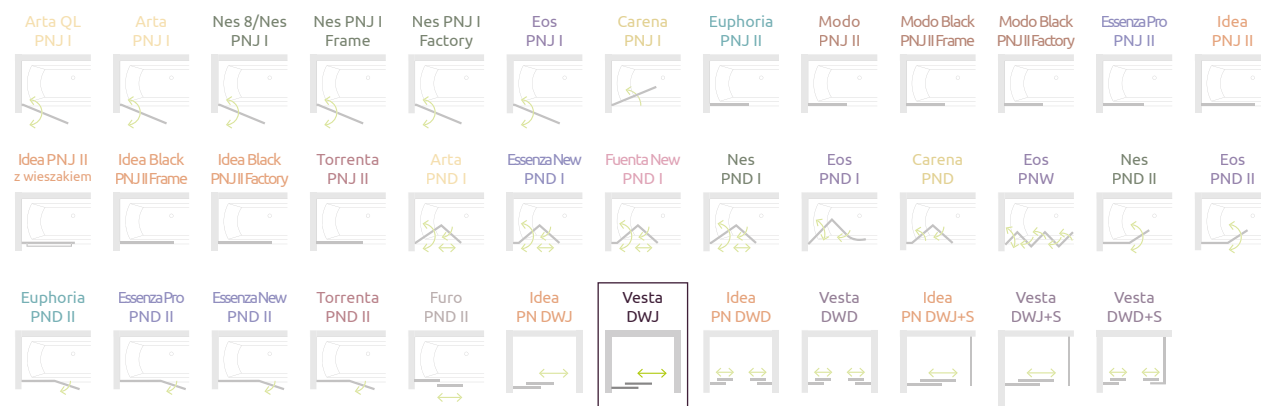 Arta QL
PNJ I
Arta
PNJ I
Nes 8/Nes
PNJ I
Nes PNJ I
Frame
Nes PNJ I
Factory
Eos
PNJ I
Carena
PNJ I
Euphoria
PNJ II
Modo
PNJ II
Modo Black
PNJ II Frame
Modo Black
PNJ II Factory
Essenza Pro
PNJ II
Idea
PNJ II
Idea PNJ II
z wieszakiem
Idea Black
PNJ II Frame
Idea Black
PNJ II Factory
Torrenta
PNJ II
Arta
PND I
Essenza New
PND I
Fuenta New
PND I
Nes
PND I
Eos
PND I
Carena
PND
Eos
PNW
Nes
PND II
Eos
PND II
Euphoria
PND II
Essenza Pro
PND II
Essenza New
PND II
Torrenta
PND II
Furo
PND II
Idea
PN DWJ
Vesta
DWJ
Idea
PN DWD
Vesta
DWD
Idea
PN DWJ+S
Vesta
DWJ+S
Vesta
DWD+S